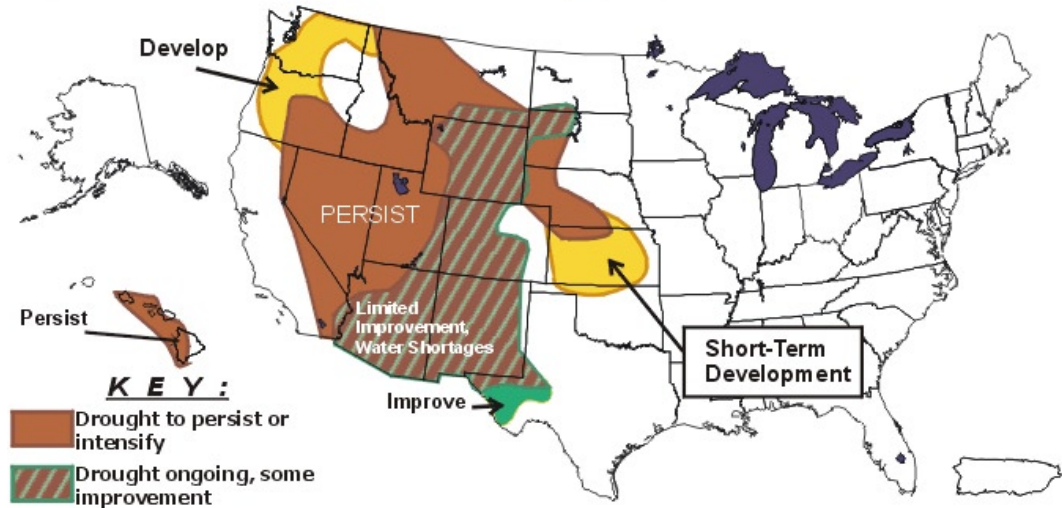 Develop
PERSIST
Persist
Limited
Improvement,
Water Shortages
Improve
Short-Term
Development
K E Y :
Drought to persist or
intensify
Drought ongoing, some
improvement